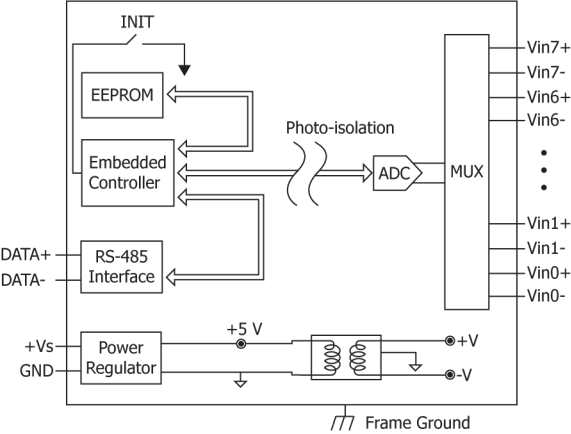 INIT
EEPROM
Embedded
Controller
Photo-isolation
ADC
MUX
Vin7+
Vin7-
Vin6+
Vin6-
Vin1+
Vin1-
Vin0+
Vin0-
DATA+
DATA-
RS-485
Interface
+Vs
GND
Power
Regulator
+5 V
+V
-V
Frame Ground